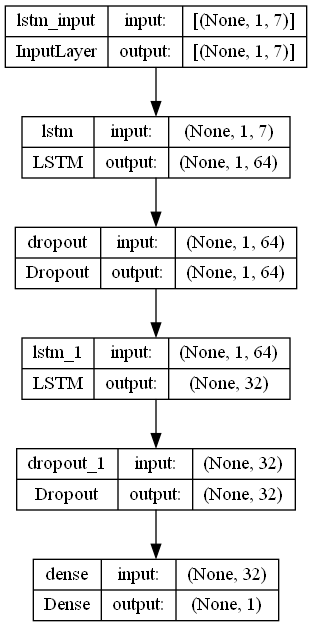 lstm_input input: [(None, 1, 7)]
InputLayer output: [(None, 1, 7)]
lstm input: (None, 1, 7)
LSTM output: (None, 1, 64)
dropout input: (None, 1, 64)
Dropout output: (None, 1, 64)
lstm_1 input: (None, 1, 64)
LSTM output: (None, 32)
dropout_1 input: (None, 32)
Dropout output: (None, 32)
dense input: (None, 32)
Dense output: (None, 1)